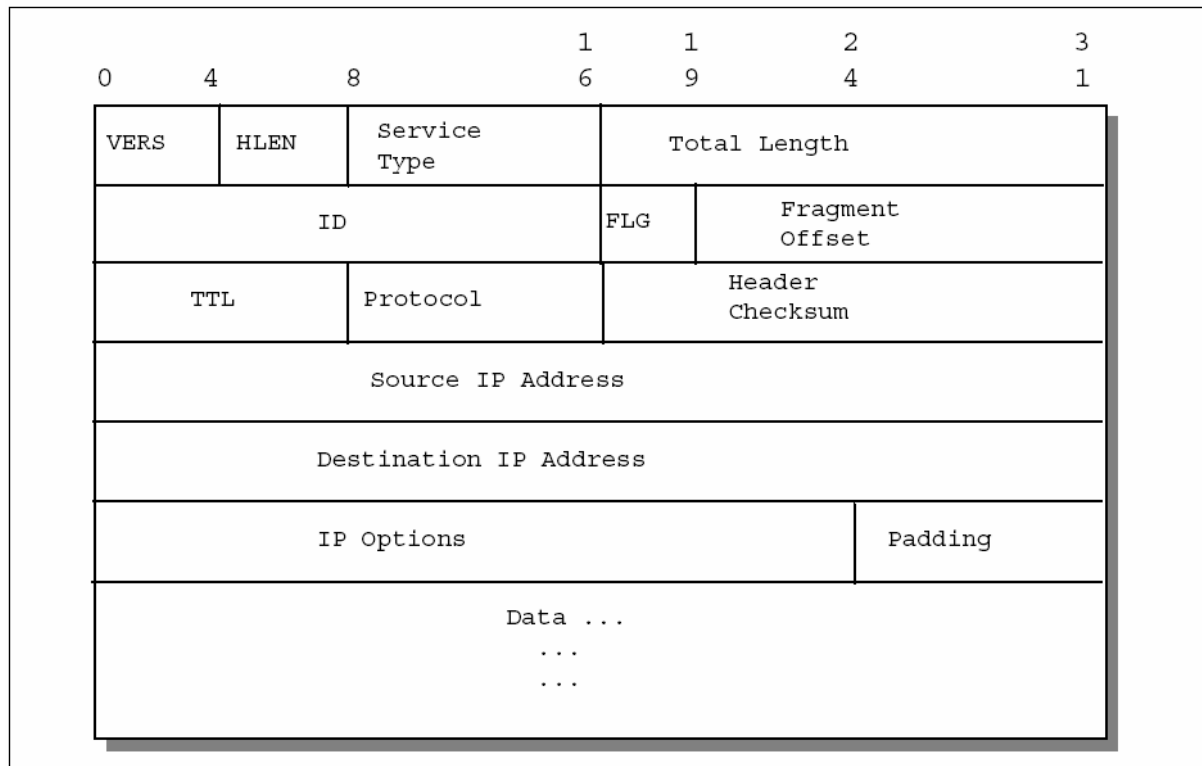 1 1 2 3
0 4 8 6 9 4 1
VERS HLEN Service Type Total Length
ID FLG Fragment Offset
TTL Protocol Header Checksum
Source IP Address
Destination IP Address
IP Options Padding
Data ...
...
...